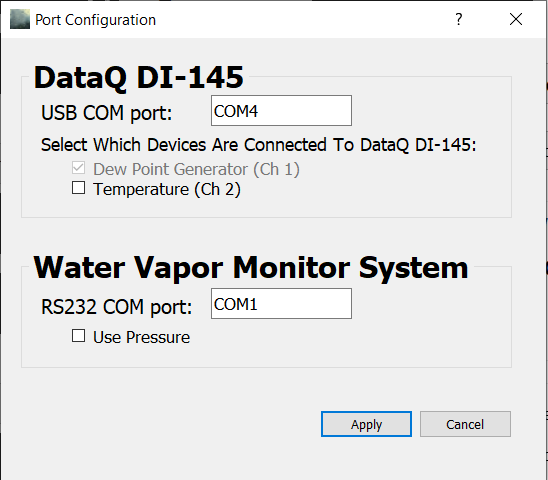 Port Configuration
DataQ DI-145
USB COM port: COM4
Select Which Devices Are Connected To DataQ DI-145:
Dew Point Generator (Ch 1)
Temperature (Ch 2)
Water Vapor Monitor System
RS232 COM port: COM1
Use Pressure
Apply Cancel